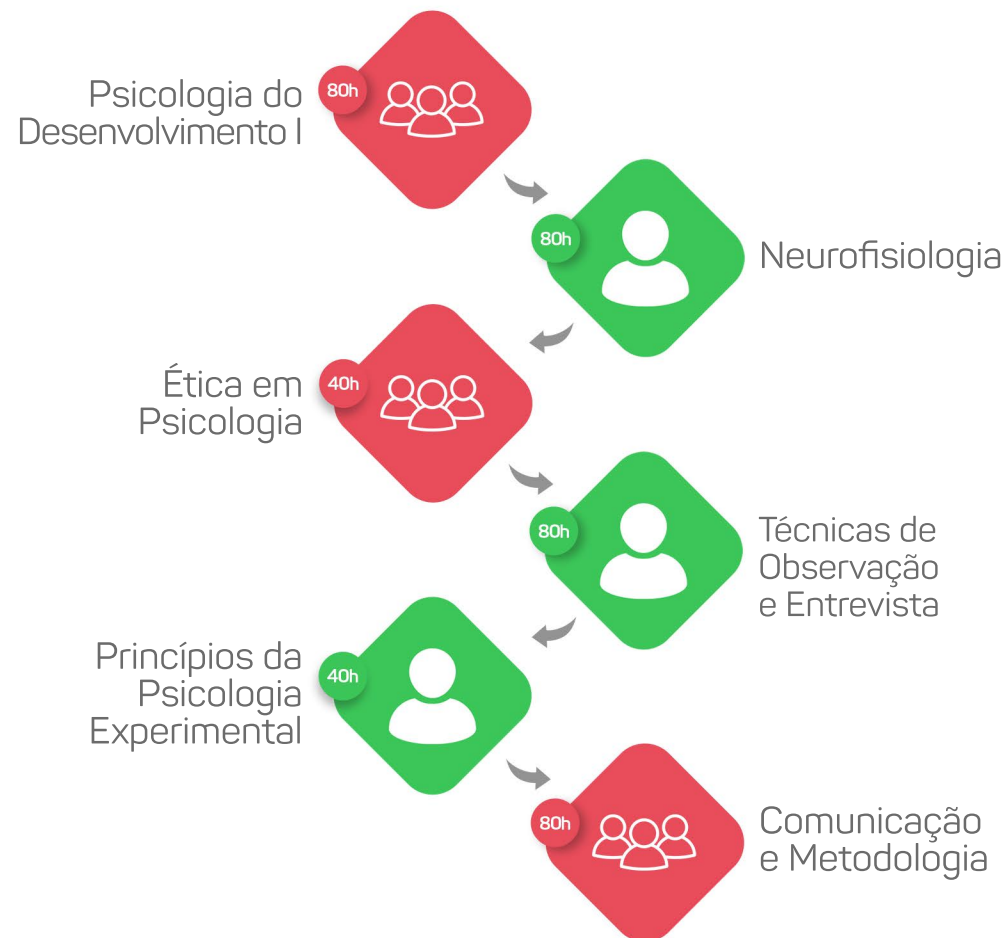 Psicologia do
Desenvolvimento I
80h
80h
Neurofisiologia
Ética em
Psicologia
40h
80h
Técnicas de
Observação
e Entrevista
Princípios da
Psicologia
Experimental
40h
80h
Comunicação
e Metodologia